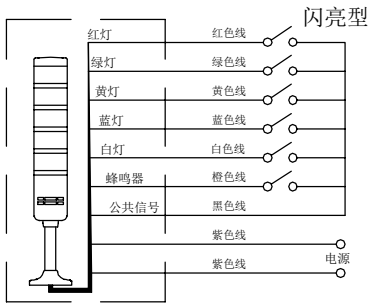 闪亮型
红灯 红色线
绿灯 绿色线
黄灯 黄色线
蓝灯 蓝色线
白灯 白色线
蜂鸣器 橙色线
公共信号 黑色线
紫色线
电源
紫色线